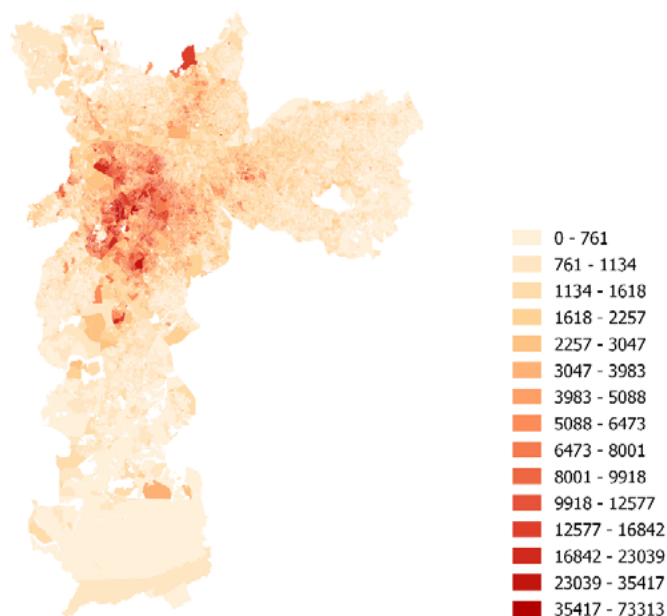 0 - 761
761 - 1134
1134 - 1618
1618 - 2257
2257 - 3047
3047 - 3983
3983 - 5088
5088 - 6473
6473 - 8001
8001 - 9918
9918 - 12577
12577 - 16842
16842 - 23039
23039 - 35417
35417 - 73313